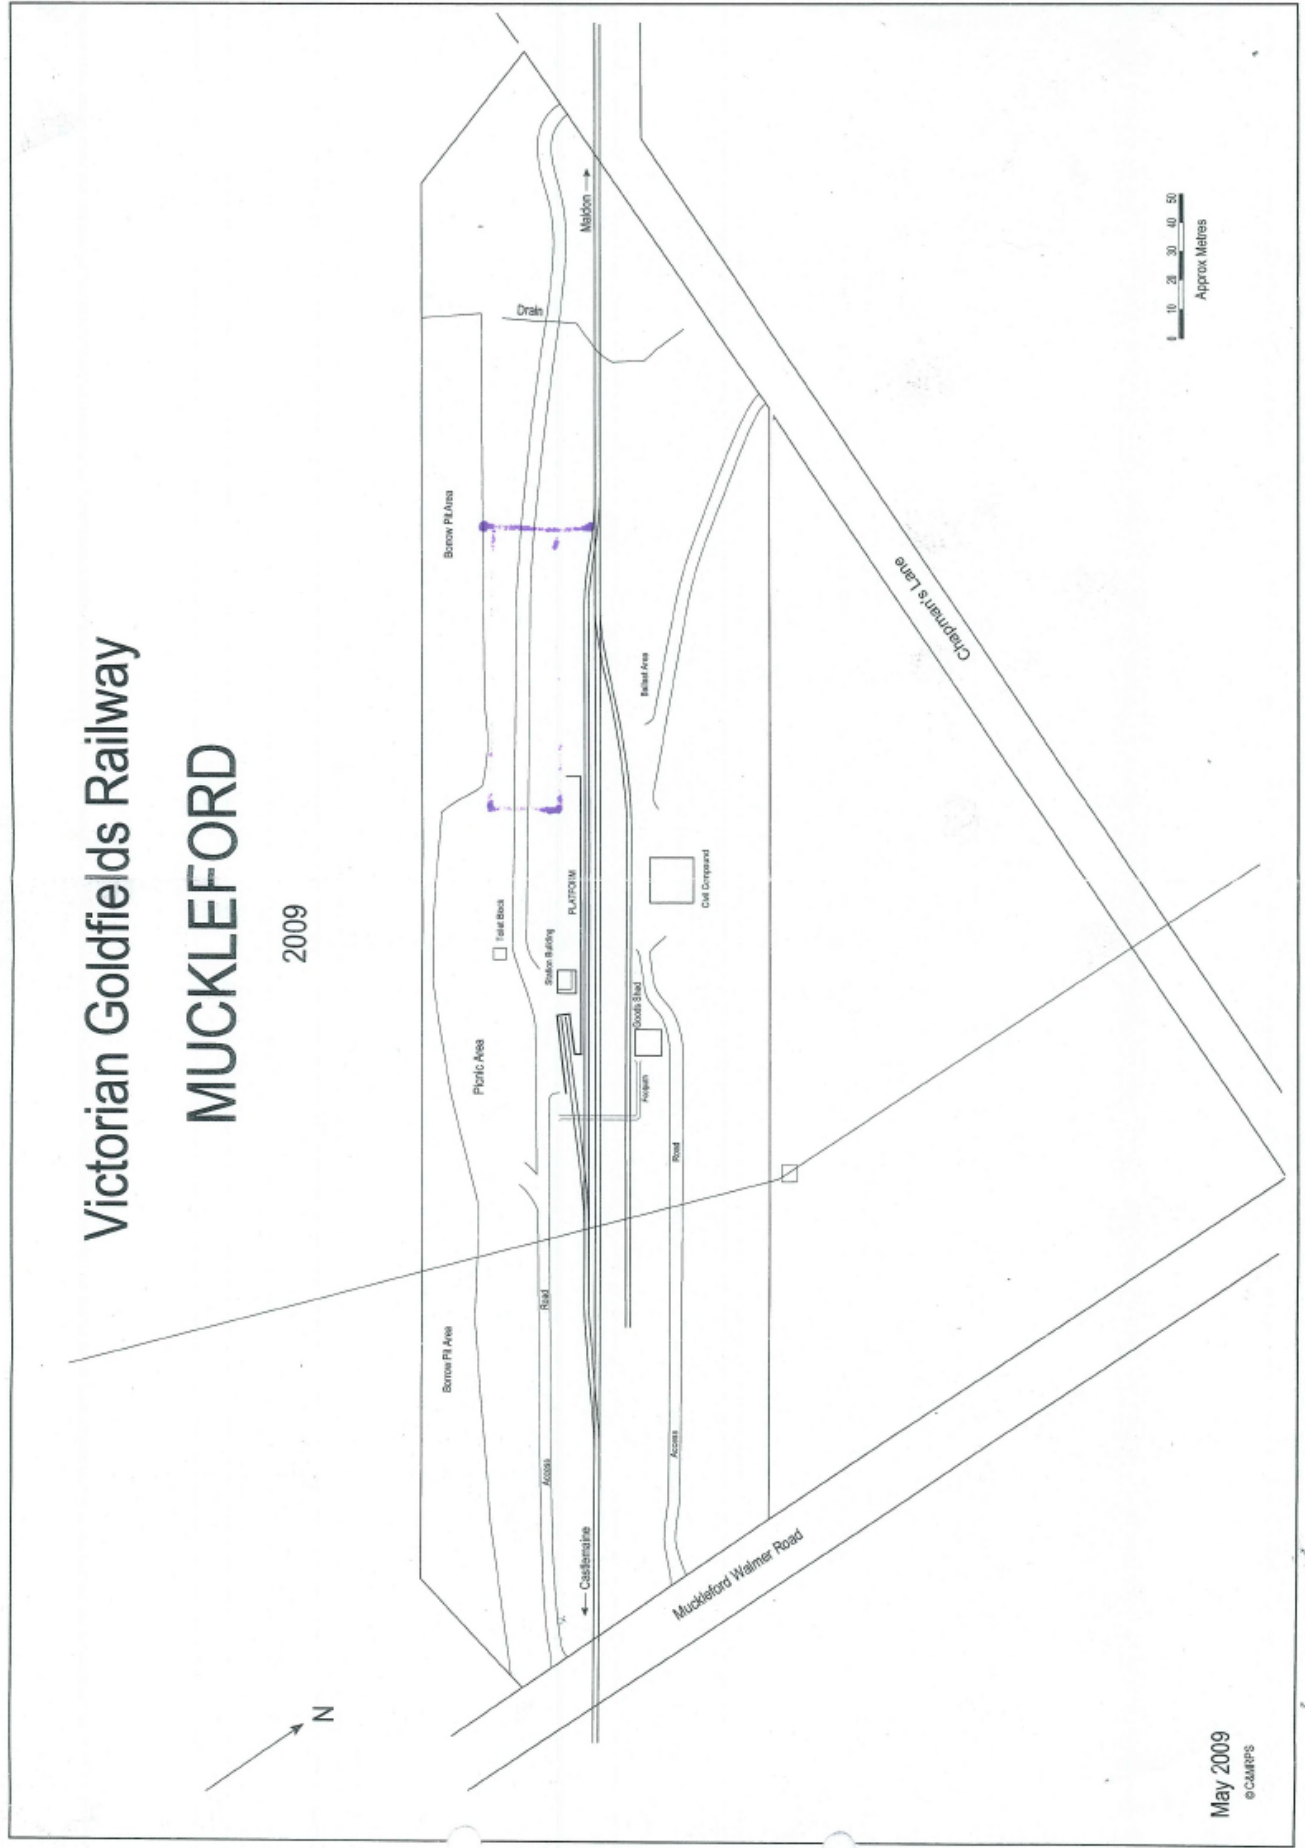 Victorian Goldfields Railway
MUCKLEFORD
2009
Borrow Pit Area
Picnic Area
Borrow Pit Area
Toilet Block
Drain
Access
Road
Station Building
PLATFORM
← Castlemaine
Maldon →
Goods Shed
Footpath
Ballast Area
Access
Road
Civil Compound
Muckleford Walmer Road
Chapman's Lane
N
0 10 20 30 40 50
Approx Metres
May 2009
© C&MRPS